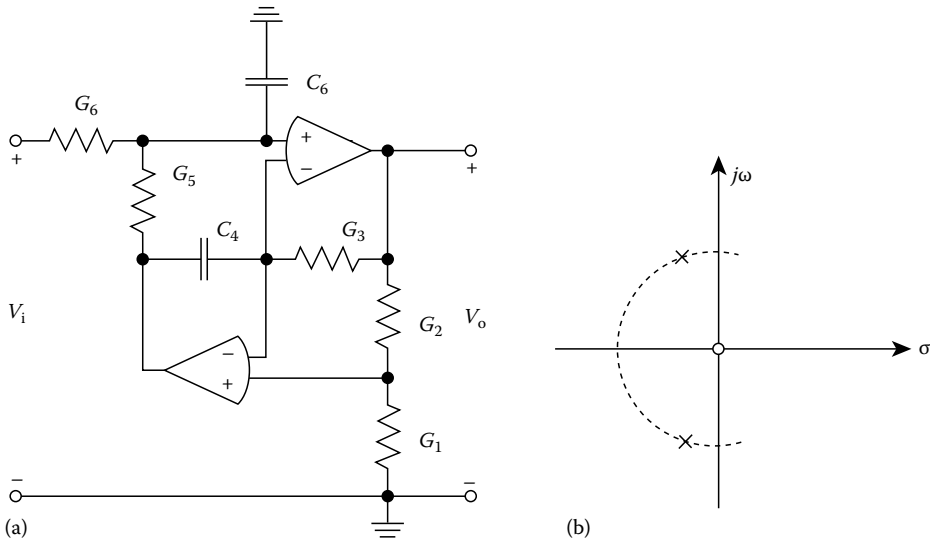 C6
G6
+
+
−
+
+
G5
C4
G3
jω
Vi
G2
Vo
σ
−
+
G1
−
−
(a)
(b)